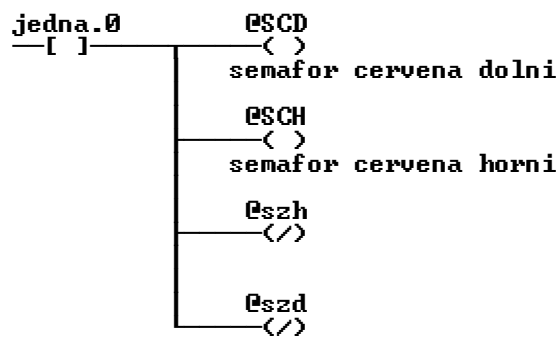 jedna.0 @SCD
[ ] ( )
semafor cervena dolni
@SCH
( )
semafor cervena horni
@szh
(/)
@szd
(/)